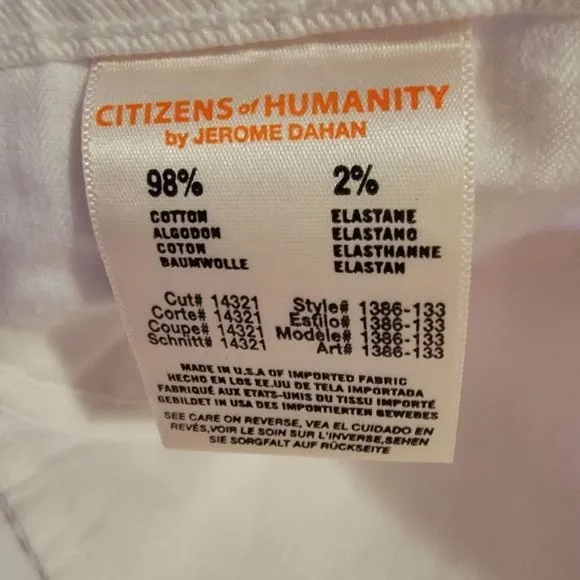 CITIZENS of HUMANITY
by JEROME DAHAN
98% 2%
COTTON ELASTANE
ALGODON ELASTANO
COTON ELASTHANNE
BAUMWOLLE ELASTAN
Cut# 14321 Style# 1386-133
Corte# 14321 Estilo# 1386-133
Coupe# 14321 Modele# 1386-133
Schnitt# 14321 Art# 1386-133
MADE IN U.S.A OF IMPORTED FABRIC
HECHO EN LOS EE.UU DE TELA IMPORTADA
FABRIQUÉ AUX ETATS-UNIS DU TISSU IMPORTÉ
GEBILDET IN USA DES IMPORTIERTEN GEWEBES
SEE CARE ON REVERSE, VEA EL CUIDADO EN
REVÉS,VOIR LE SOIN SUR L'INVERSE,SEHEN
SIE SORGFALT AUF RÜCKSEITE